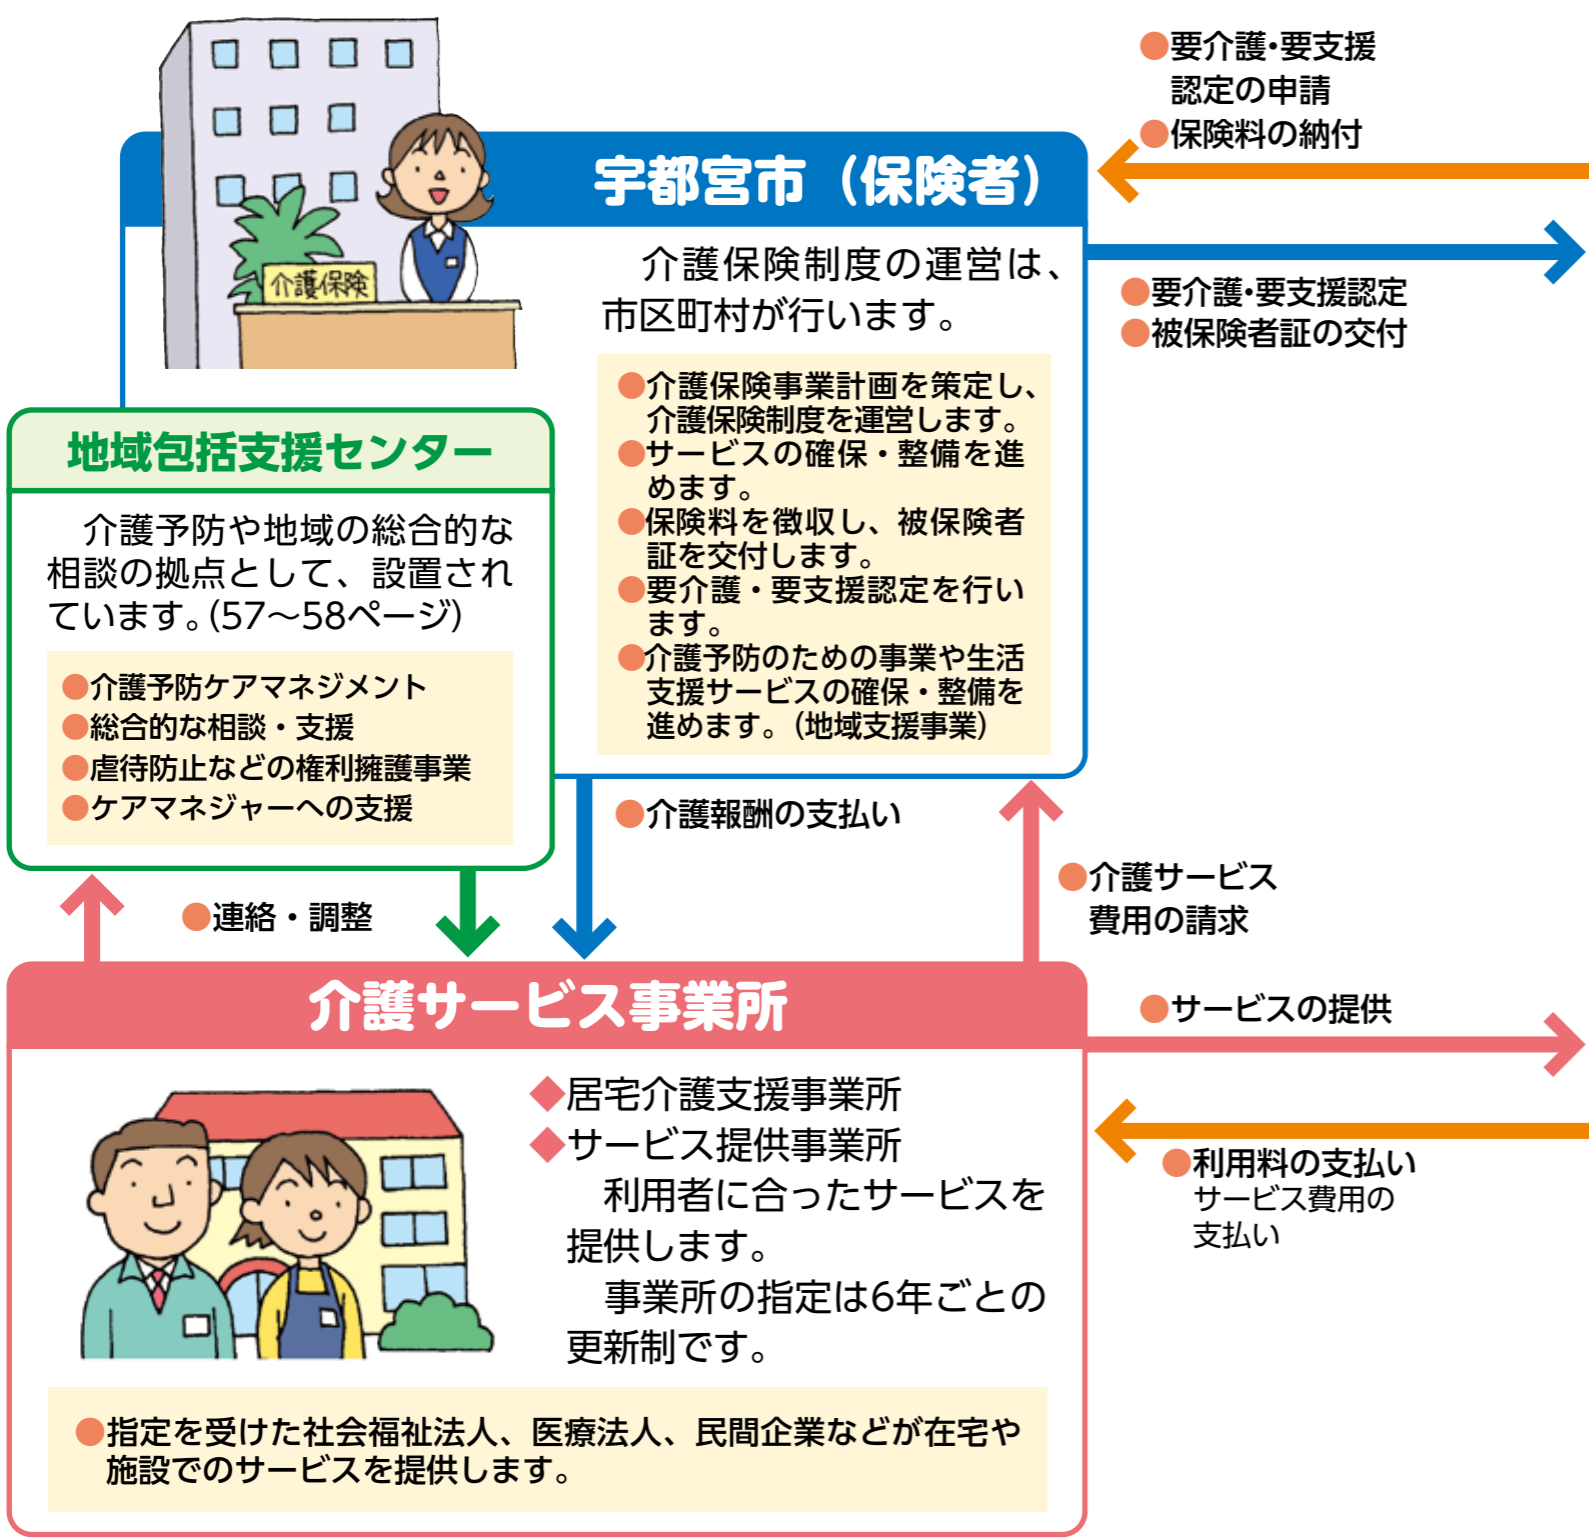 宇都宮市（保険者）
介護保険
介護保険制度の運営は、
市区町村が行います。
●介護保険事業計画を策定し、
介護保険制度を運営します。
●サービスの確保・整備を進
めます。
●保険料を徴収し、被保険者
証を交付します。
●要介護・要支援認定を行い
ます。
●介護予防のための事業や生活
支援サービスの確保・整備を
進めます。（地域支援事業）
●要介護・要支援
認定の申請
●保険料の納付
●要介護・要支援認定
●被保険者証の交付
地域包括支援センター
介護予防や地域の総合的な
相談の拠点として、設置され
ています。（57～58ページ）
●介護予防ケアマネジメント
●総合的な相談・支援
●虐待防止などの権利擁護事業
●ケアマネジャーへの支援
●連絡・調整
●介護報酬の支払い
●介護サービス
費用の請求
介護サービス事業所
◆居宅介護支援事業所
◆サービス提供事業所
利用者に合ったサービスを
提供します。
事業所の指定は6年ごとの
更新制です。
●指定を受けた社会福祉法人、医療法人、民間企業などが在宅や
施設でのサービスを提供します。
●サービスの提供
●利用料の支払い
サービス費用の
支払い